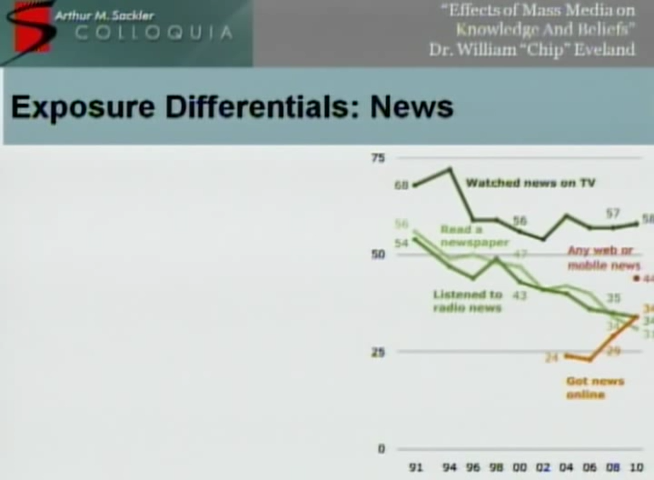 Arthur M. Sackler
COLLOQUIA
"Effects of Mass Media on
Knowledge And Beliefs"
Dr. William "Chip" Eveland
Exposure Differentials: News
75
68
Watched news on TV
56
57
58
56
54
Read a
newspaper
47
50
Any web or
mobile news
44
Listened to
radio news
43
35
34
34
34
31
24
29
25
Got news
online
0
91 94 96 98 00 02 04 06 08 10